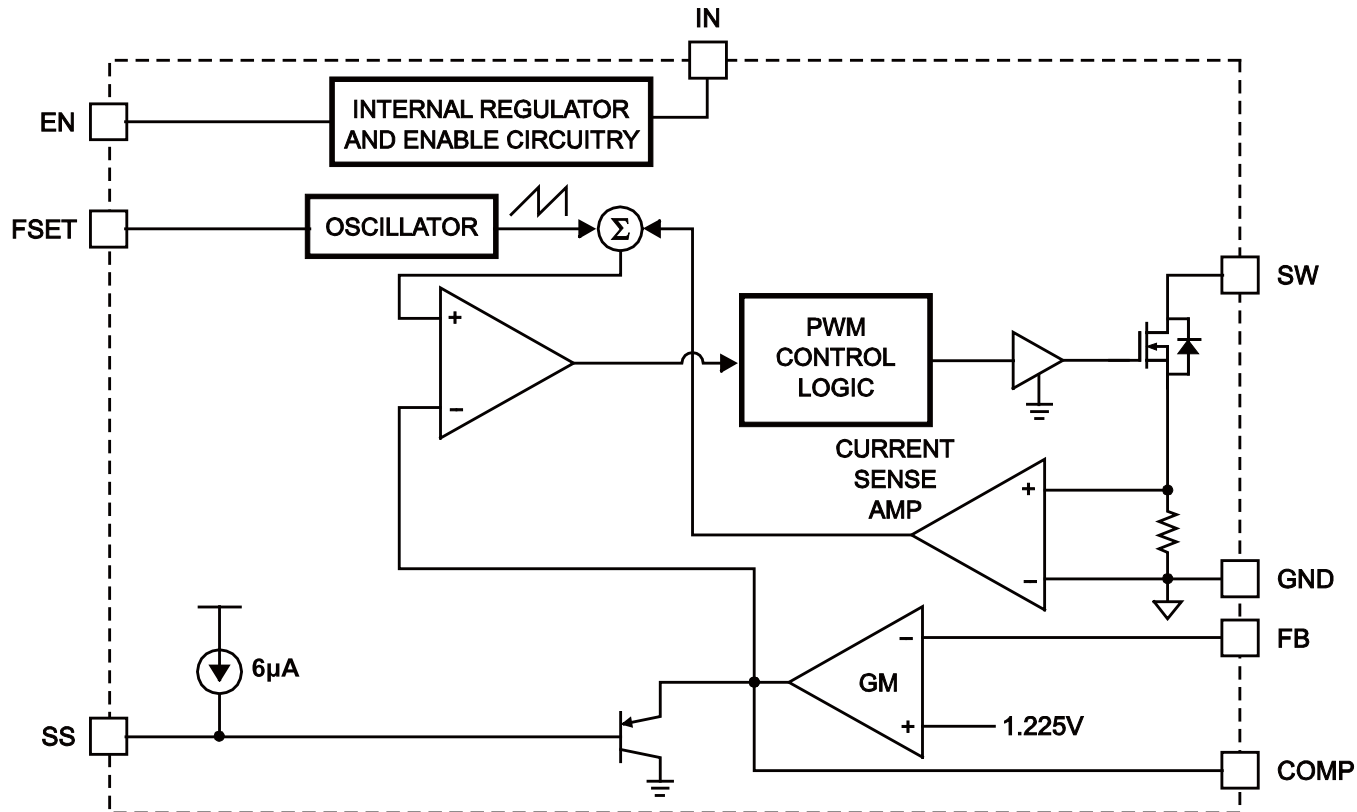 IN
EN
INTERNAL REGULATOR
AND ENABLE CIRCUITRY
FSET
OSCILLATOR
Σ
SW
+
−
PWM
CONTROL
LOGIC
CURRENT
SENSE
AMP
+
−
GND
FB
−
GM
+
1.225V
6µA
SS
COMP